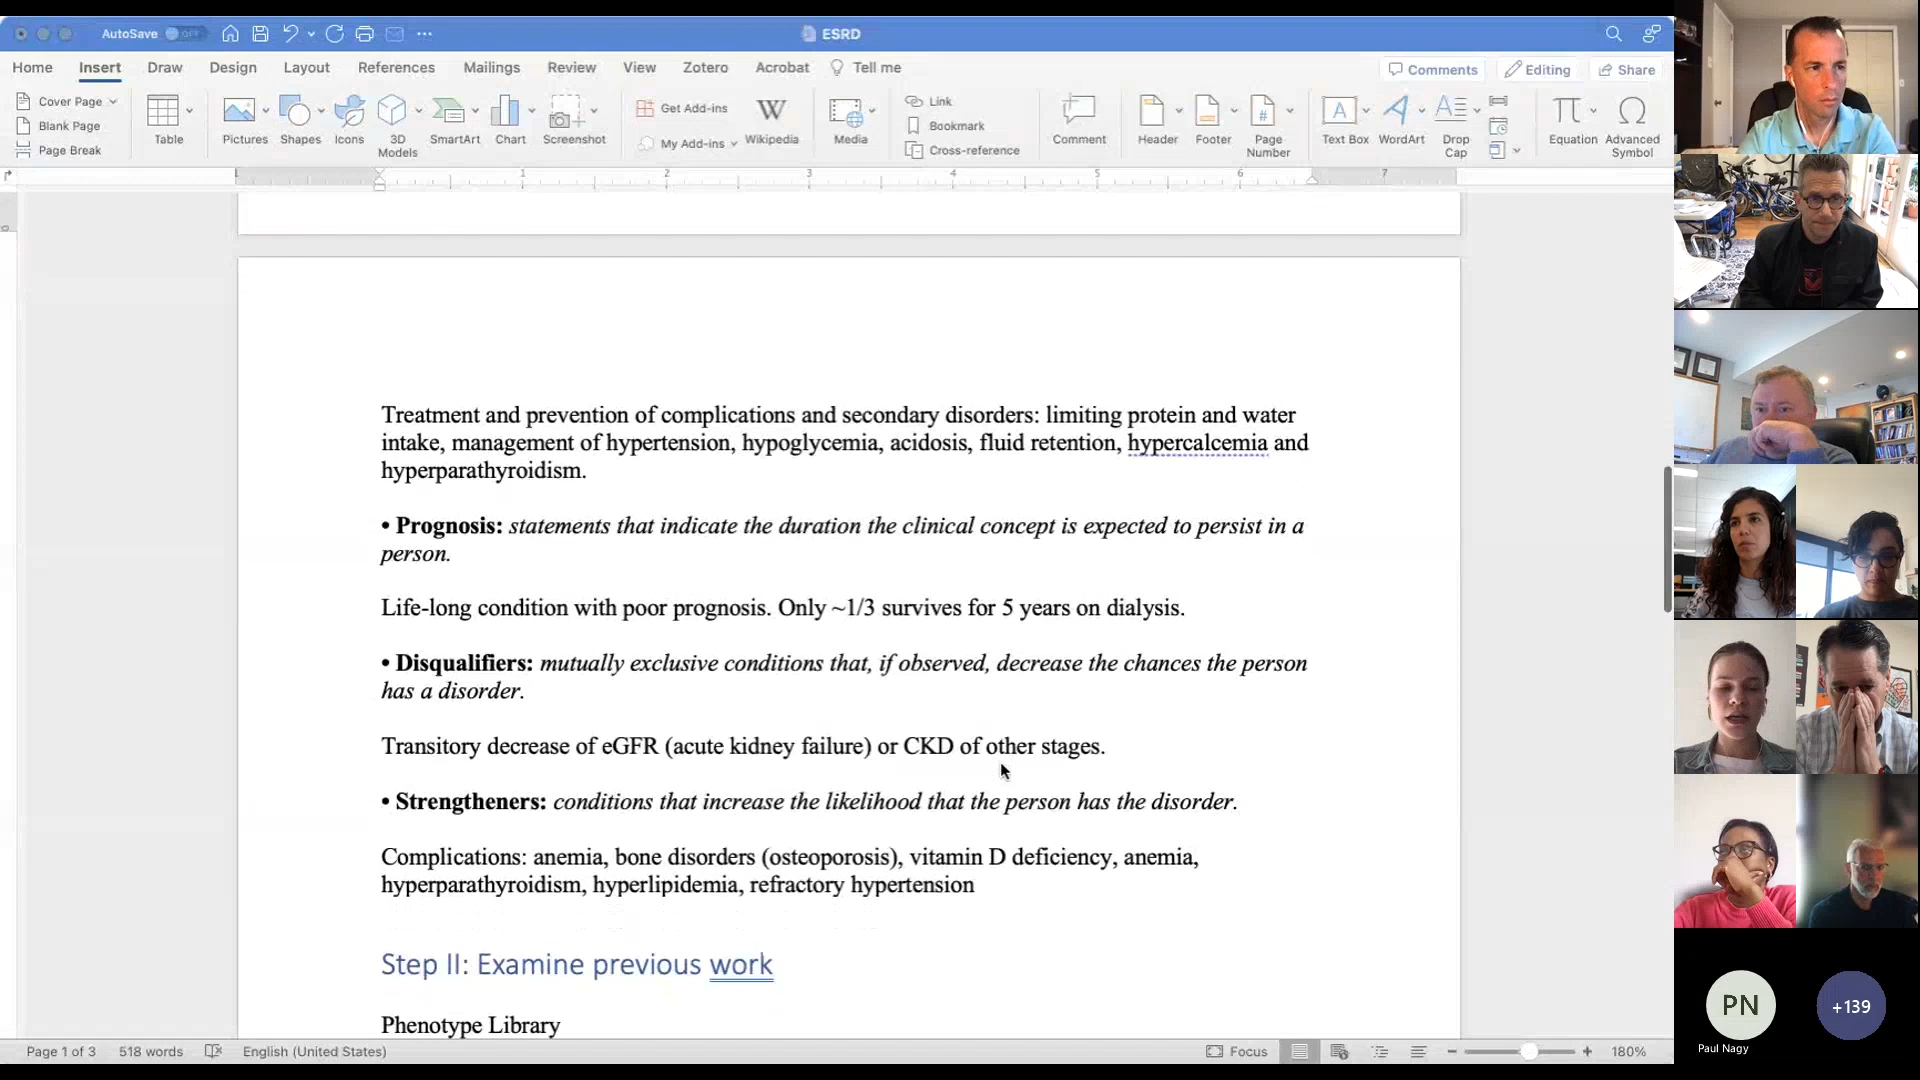 AutoSave OFF
ESRD
Home Insert Draw Design Layout References Mailings Review View Zotero Acrobat Tell me
Comments Editing Share
Cover Page
Blank Page
Page Break
Table
Pictures Shapes Icons 3D Models SmartArt Chart Screenshot
Get Add-ins
My Add-ins
Wikipedia
Media
Link
Bookmark
Cross-reference
Comment
Header Footer Page Number
Text Box WordArt Drop Cap
Equation Advanced Symbol
1 2 3 4 5 6 7
Treatment and prevention of complications and secondary disorders: limiting protein and water
intake, management of hypertension, hypoglycemia, acidosis, fluid retention, hypercalcemia and
hyperparathyroidism.
• Prognosis: statements that indicate the duration the clinical concept is expected to persist in a
person.
Life-long condition with poor prognosis. Only ~1/3 survives for 5 years on dialysis.
• Disqualifiers: mutually exclusive conditions that, if observed, decrease the chances the person
has a disorder.
Transitory decrease of eGFR (acute kidney failure) or CKD of other stages.
• Strengtheners: conditions that increase the likelihood that the person has the disorder.
Complications: anemia, bone disorders (osteoporosis), vitamin D deficiency, anemia,
hyperparathyroidism, hyperlipidemia, refractory hypertension
Step II: Examine previous work
Phenotype Library
Page 1 of 3 518 words English (United States) Focus 180%
PN
Paul Nagy
+139